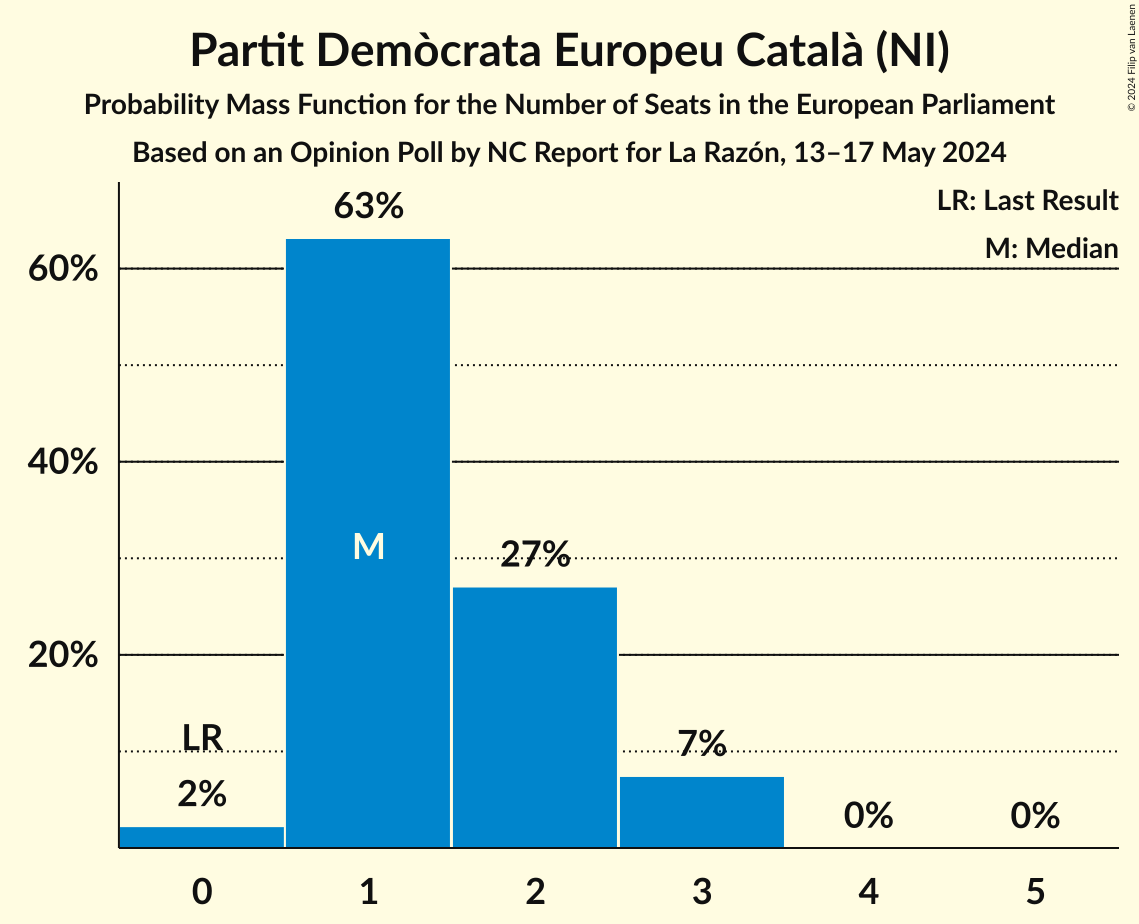 Partit Demòcrata Europeu Català (NI)
Probability Mass Function for the Number of Seats in the European Parliament
Based on an Opinion Poll by NC Report for La Razón, 13–17 May 2024
© 2024 Filip van Laenen
LR: Last Result
M: Median
63%
60%
40%
M
27%
20%
LR
7%
2%
0%
0%
0 1 2 3 4 5